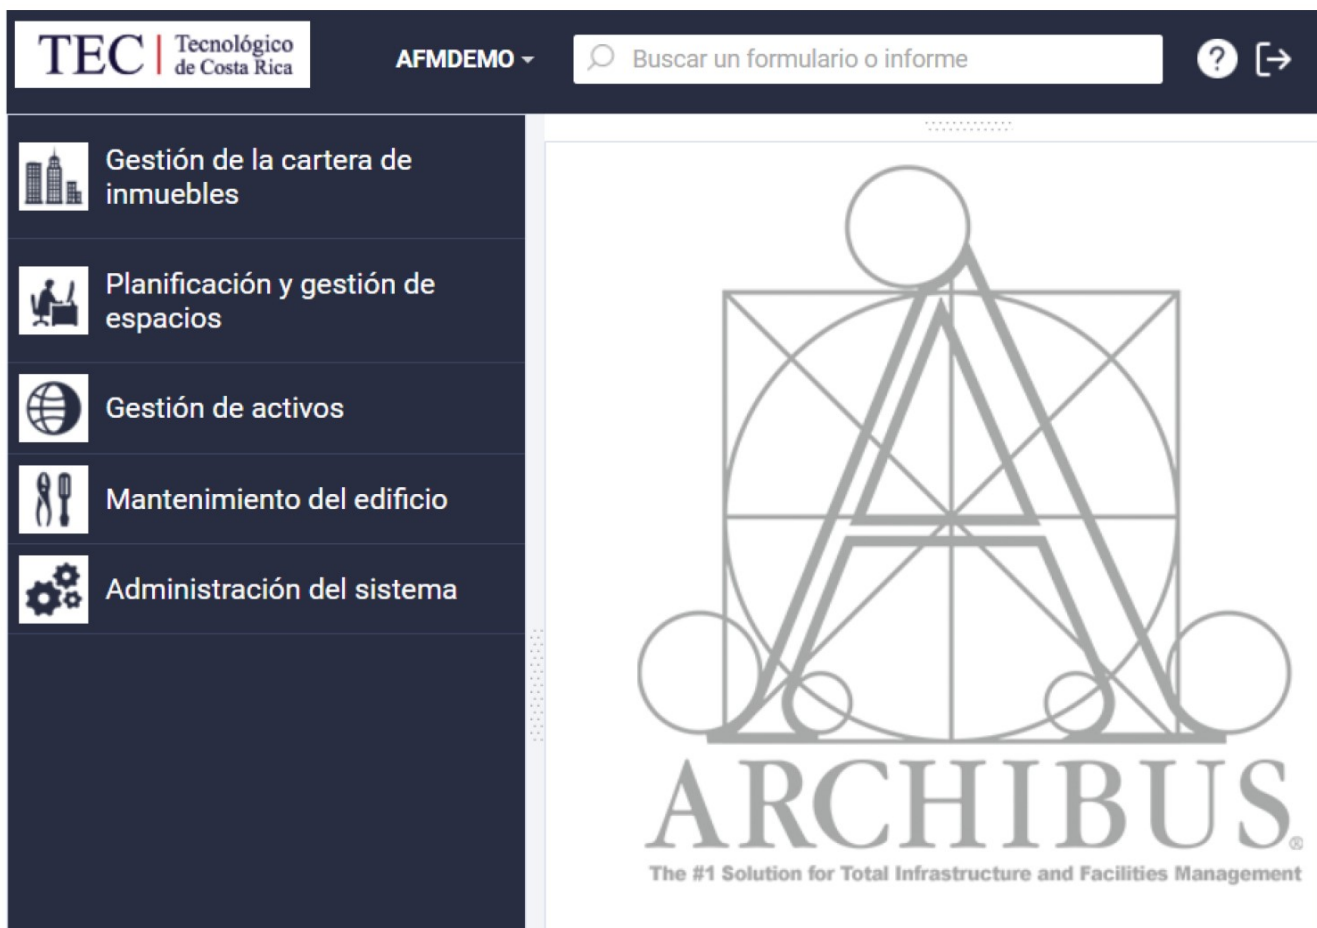 TEC Tecnológico
de Costa Rica
AFMDEMO
Buscar un formulario o informe
?
Gestión de la cartera de
inmuebles
Planificación y gestión de
espacios
Gestión de activos
Mantenimiento del edificio
Administración del sistema
A
ARCHIBUS®
The #1 Solution for Total Infrastructure and Facilities Management